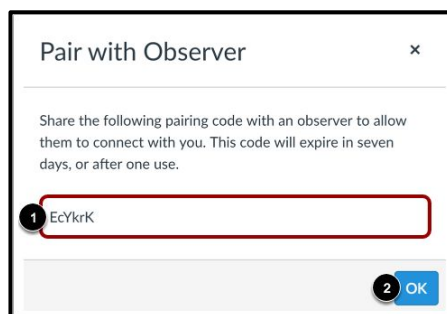 Pair with Observer ×
Share the following pairing code with an observer to allow
them to connect with you. This code will expire in seven
days, or after one use.
1 EcYkrK
2 OK